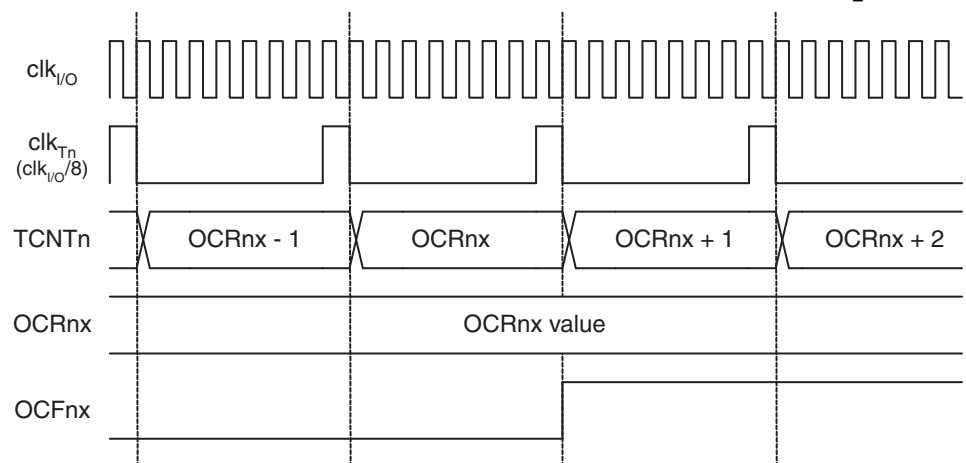 clkI/O
clkTn
(clkI/O/8)
TCNTn
OCRnx - 1
OCRnx
OCRnx + 1
OCRnx + 2
OCRnx
OCRnx value
OCFnx